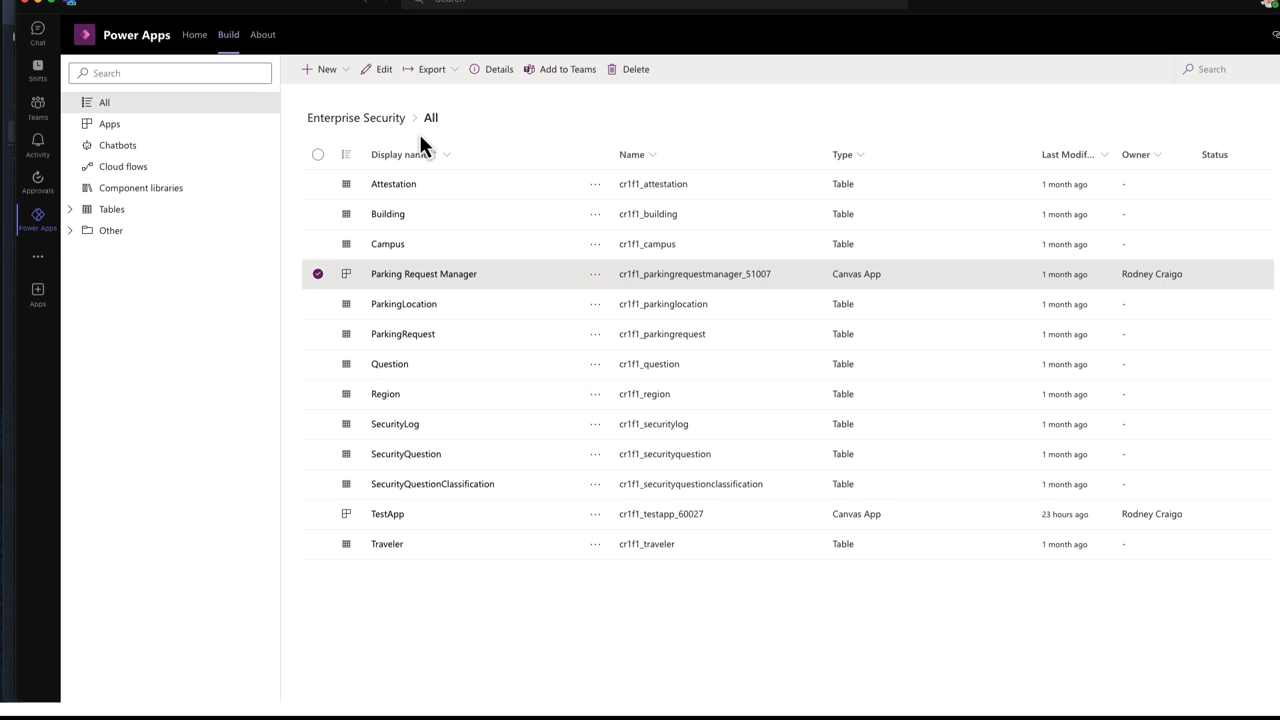 Search
Power Apps Home Build About
Chat
Shifts
Teams
Activity
Approvals
Power Apps
Apps
Search
All
Apps
Chatbots
Cloud flows
Component libraries
Tables
Other
New Edit Export Details Add to Teams Delete Search
Enterprise Security > All
Display name Name Type Last Modif... Owner Status
Attestation ... cr1f1_attestation Table 1 month ago -
Building ... cr1f1_building Table 1 month ago -
Campus ... cr1f1_campus Table 1 month ago -
Parking Request Manager ... cr1f1_parkingrequestmanager_51007 Canvas App 1 month ago Rodney Craigo
ParkingLocation ... cr1f1_parkinglocation Table 1 month ago -
ParkingRequest ... cr1f1_parkingrequest Table 1 month ago -
Question ... cr1f1_question Table 1 month ago -
Region ... cr1f1_region Table 1 month ago -
SecurityLog ... cr1f1_securitylog Table 1 month ago -
SecurityQuestion ... cr1f1_securityquestion Table 1 month ago -
SecurityQuestionClassification ... cr1f1_securityquestionclassification Table 1 month ago -
TestApp ... cr1f1_testapp_60027 Canvas App 23 hours ago Rodney Craigo
Traveler ... cr1f1_traveler Table 1 month ago -